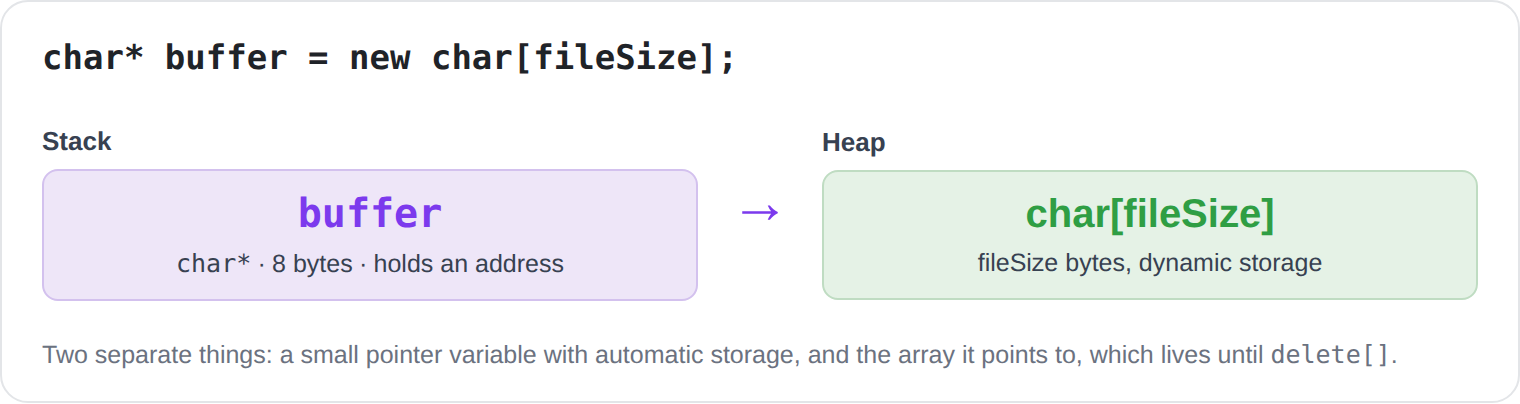 char* buffer = new char[fileSize];
Stack
buffer
char* · 8 bytes · holds an address
→
Heap
char[fileSize]
fileSize bytes, dynamic storage
Two separate things: a small pointer variable with automatic storage, and the array it points to, which lives until delete[].